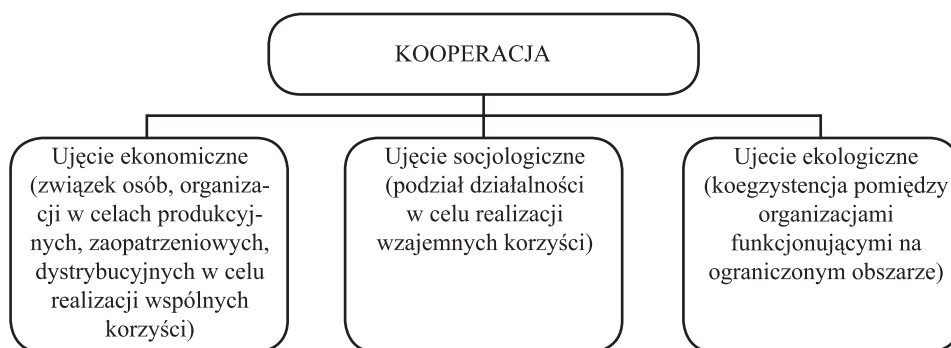 KOOPERACJA
Ujęcie ekonomiczne
(związek osób, organiza-
cji w celach produkcyj-
nych, zaopatrzeniowych,
dystrybucyjnych w celu
realizacji wspólnych
korzyści)
Ujęcie socjologiczne
(podział działalności
w celu realizacji
wzajemnych korzyści)
Ujecie ekologiczne
(koegzystencja pomiędzy
organizacjami
funkcjonującymi na
ograniczonym obszarze)